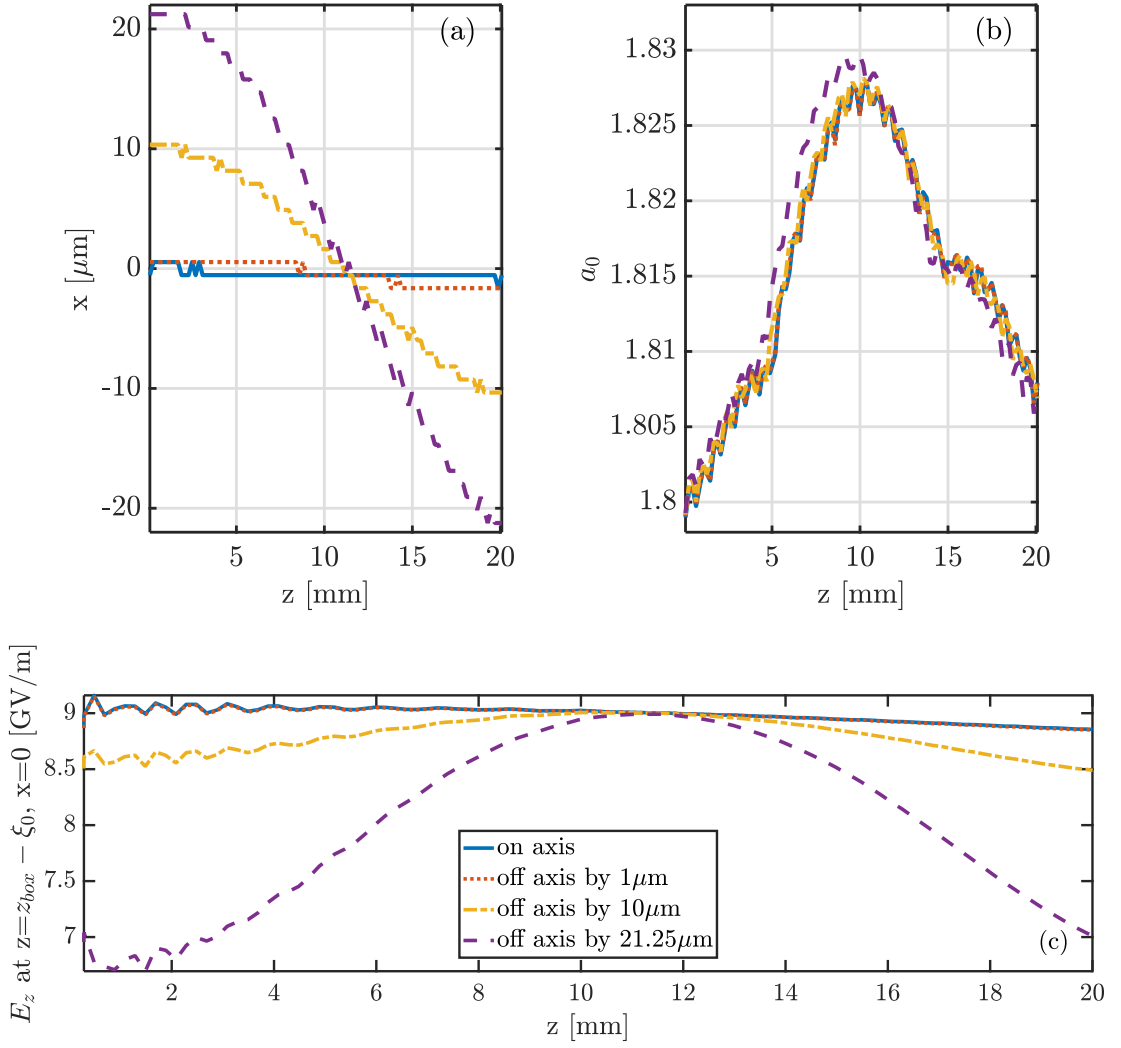 (a)
20
10
0
-10
-20
5
10
15
20
x [μm]
z [mm]
(b)
1.83
1.825
1.82
1.815
1.81
1.805
1.8
5
10
15
20
a₀
z [mm]
E_z at z=z_box − ξ₀, x=0 [GV/m]
9
8.5
8
7.5
7
on axis
off axis by 1μm
off axis by 10μm
off axis by 21.25μm
(c)
2
4
6
8
10
12
14
16
18
20
z [mm]